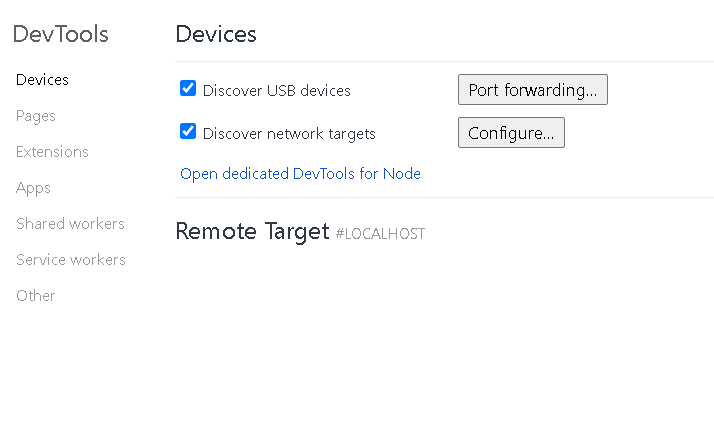 DevTools
Devices
Pages
Extensions
Apps
Shared workers
Service workers
Other
Devices
Discover USB devices
Port forwarding...
Discover network targets
Configure...
Open dedicated DevTools for Node
Remote Target #LOCALHOST